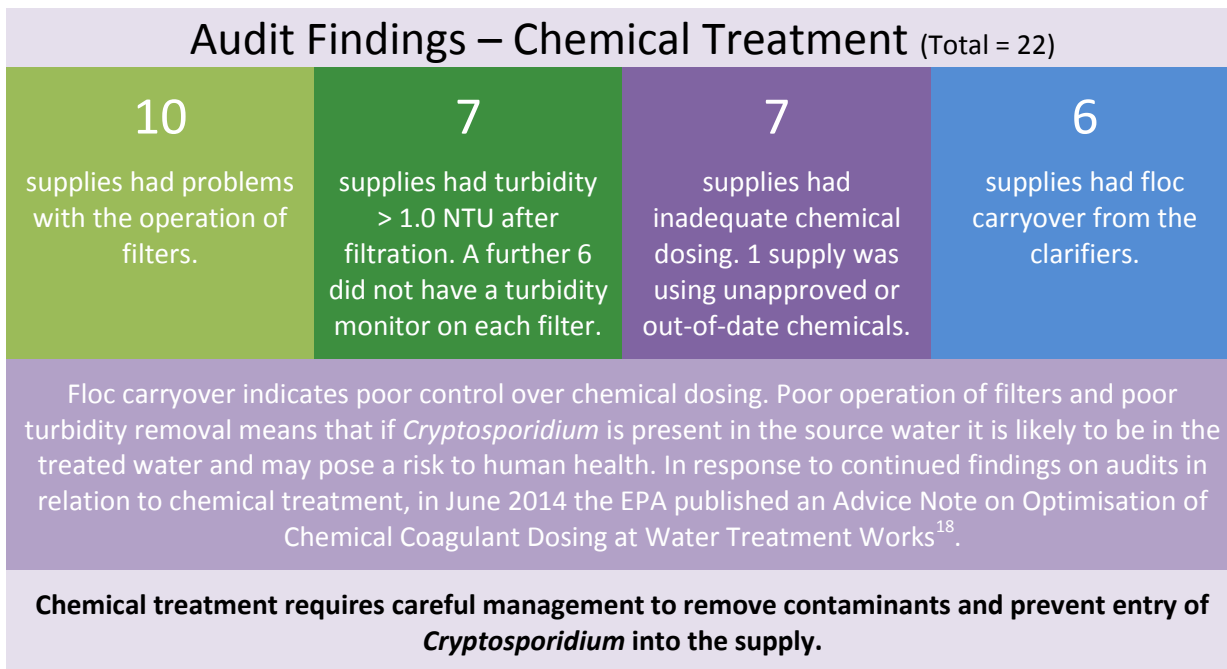 Audit Findings – Chemical Treatment (Total = 22)
10
supplies had problems
with the operation of
filters.
7
supplies had turbidity
> 1.0 NTU after
filtration. A further 6
did not have a turbidity
monitor on each filter.
7
supplies had
inadequate chemical
dosing. 1 supply was
using unapproved or
out-of-date chemicals.
6
supplies had floc
carryover from the
clarifiers.
Floc carryover indicates poor control over chemical dosing. Poor operation of filters and poor
turbidity removal means that if Cryptosporidium is present in the source water it is likely to be in the
treated water and may pose a risk to human health. In response to continued findings on audits in
relation to chemical treatment, in June 2014 the EPA published an Advice Note on Optimisation of
Chemical Coagulant Dosing at Water Treatment Works18.
Chemical treatment requires careful management to remove contaminants and prevent entry of
Cryptosporidium into the supply.